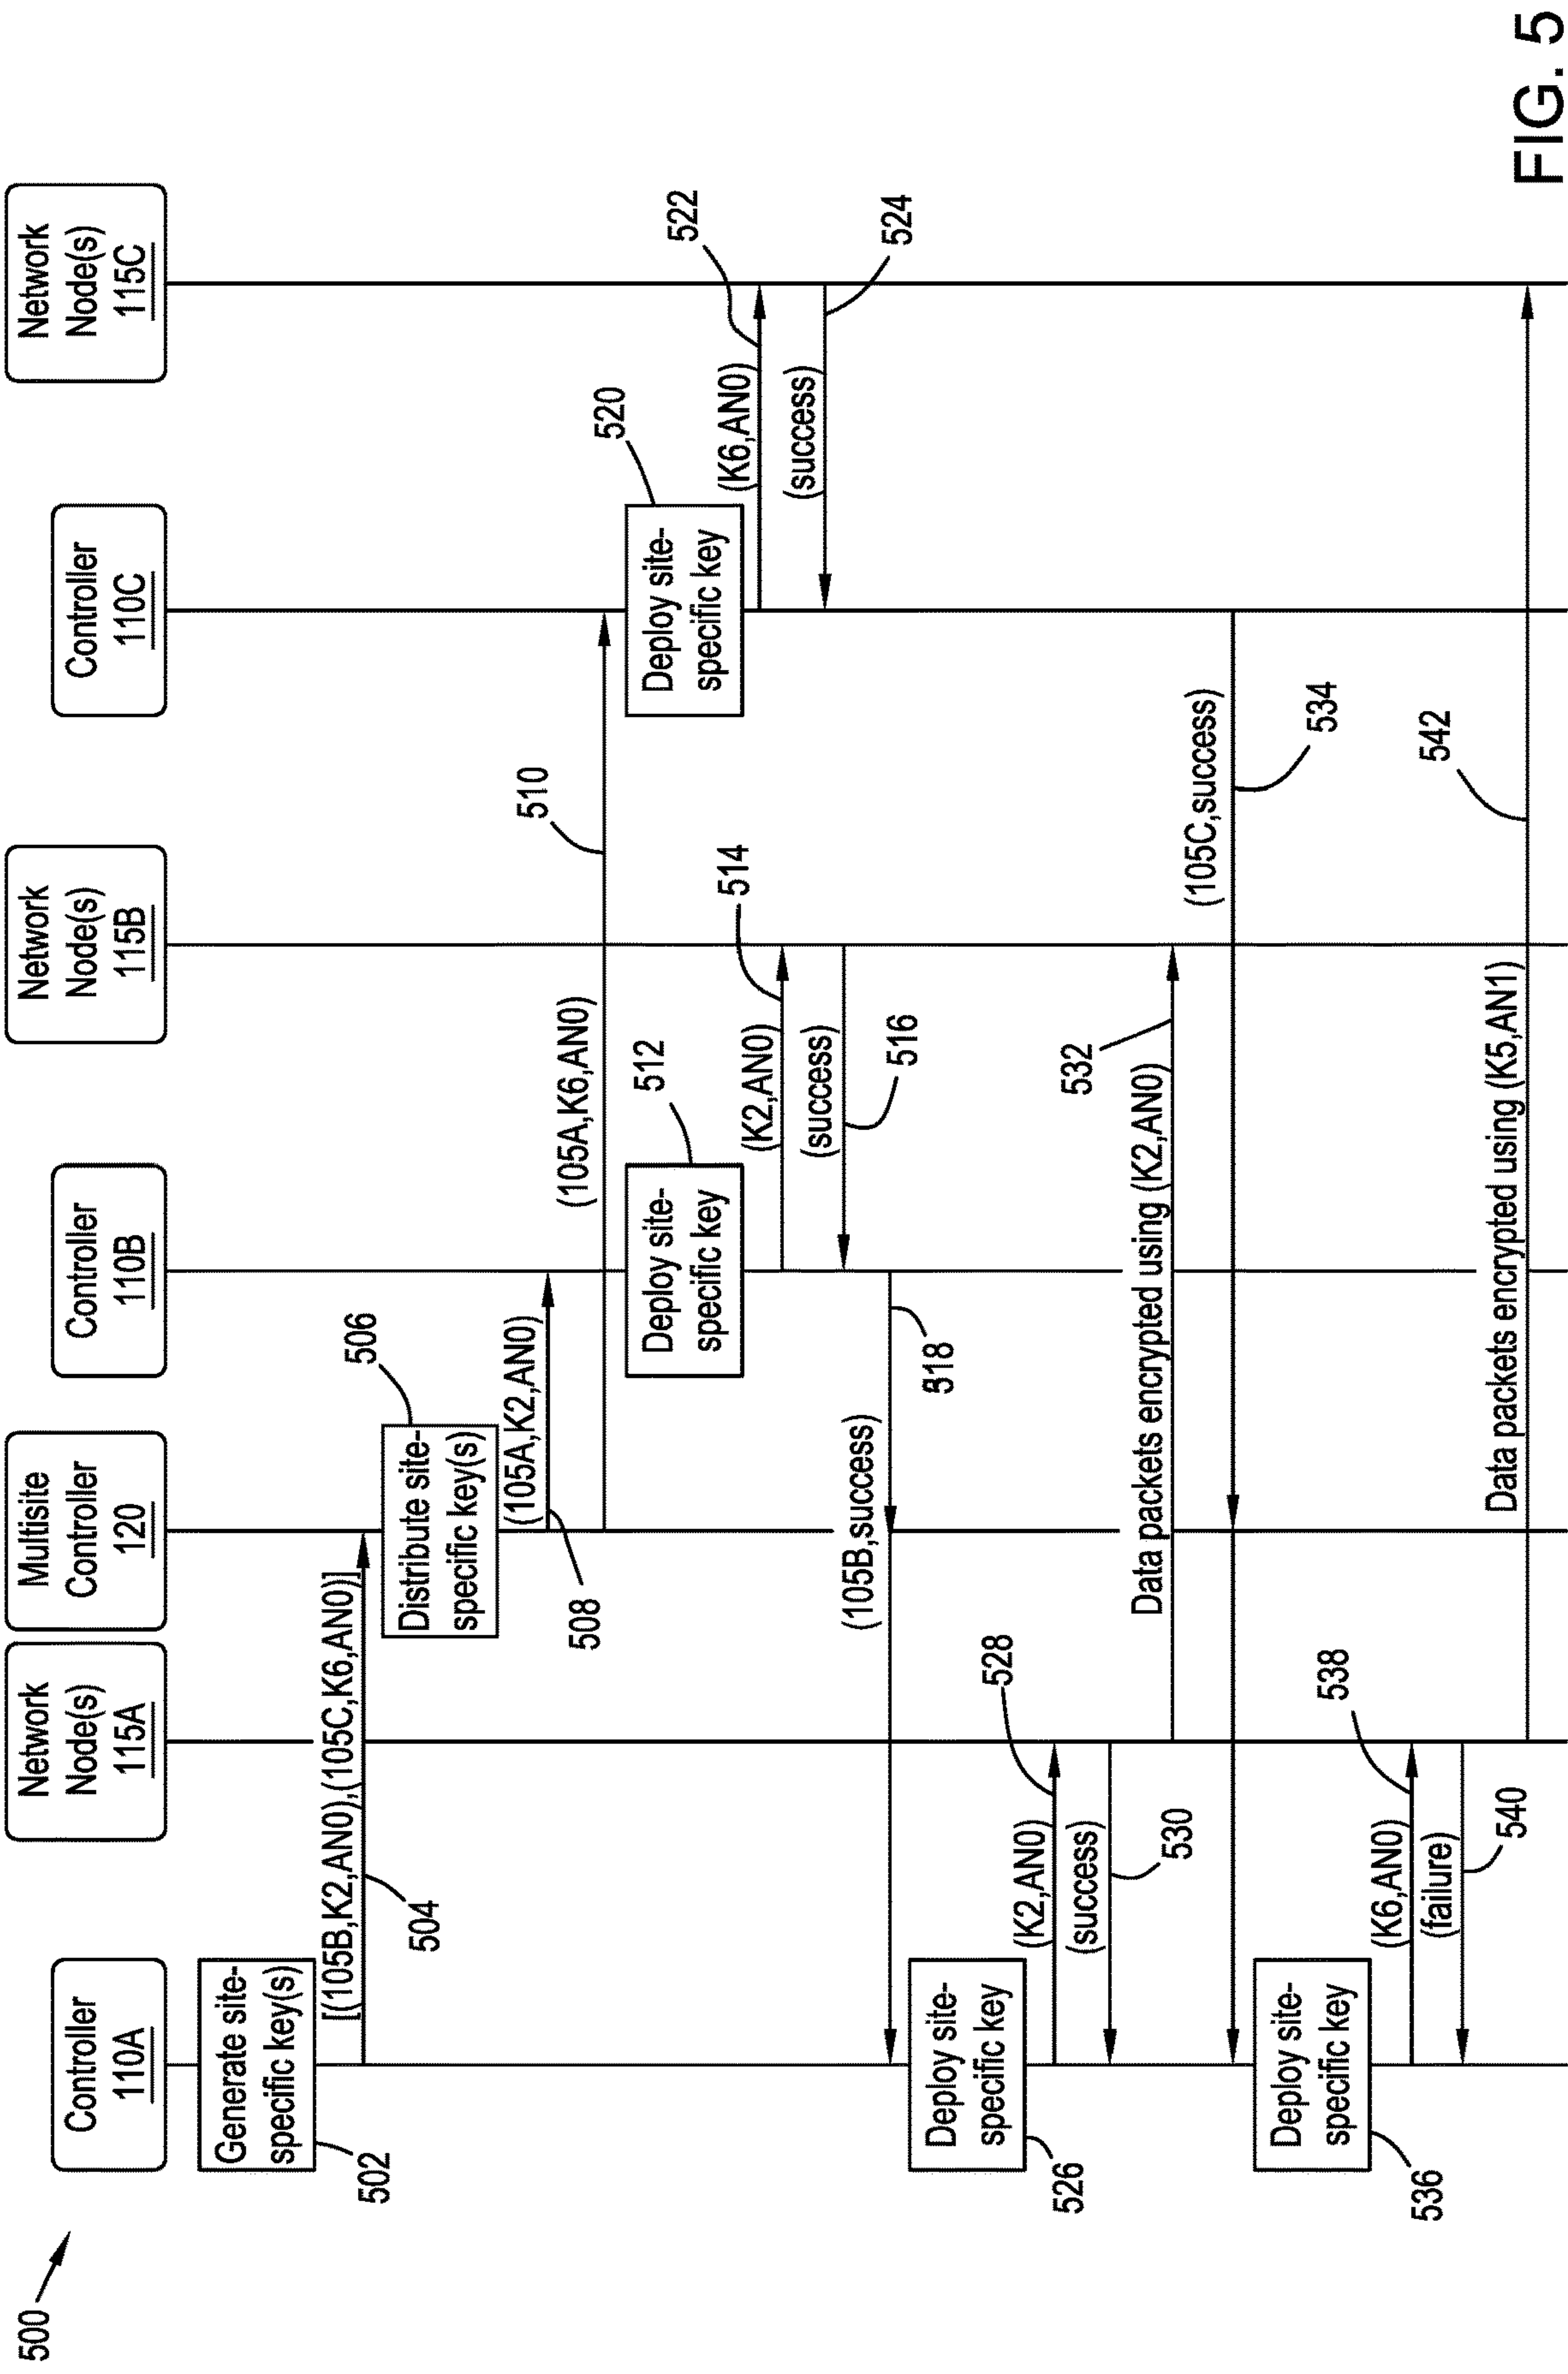 500
Controller
110A
Network
Node(s)
115A
Multisite
Controller
120
Controller
110B
Network
Node(s)
115B
Controller
110C
Network
Node(s)
115C
Generate site-
specific key(s)
502
[(105B,K2,AN0),(105C,K6,AN0)]
504
Distribute site-
specific key(s)
506
(105A,K2,AN0)
508
(105A,K6,AN0)
510
Deploy site-
specific key
512
Deploy site-
specific key
520
(K6,AN0)
522
(K2,AN0)
514
(success)
524
(success)
516
(105B,success)
518
Deploy site-
specific key
526
(K2,AN0)
528
(success)
530
Data packets encrypted using (K2,AN0)
532
(105C,success)
534
Deploy site-
specific key
536
(K6,AN0)
538
(failure)
540
Data packets encrypted using (K5,AN1)
542
FIG. 5